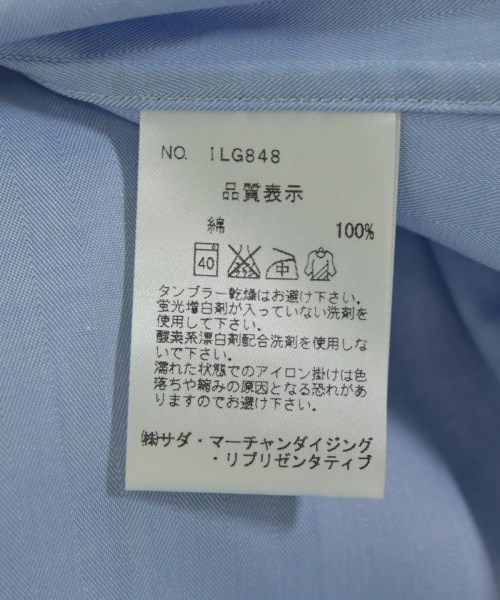 NO. ILG848
品質表示
綿 100%
40 中
タンブラー乾燥はお避け下さい。
蛍光増白剤が入っていない洗剤を
使用して下さい。
酸素系漂白剤配合洗剤を使用しな
いで下さい。
濡れた状態でのアイロン掛けは色
落ちや縮みの原因となる恐れがあ
りますのでお避け下さい。
㈱サダ・マーチャンダイジング
・リプリゼンタティブ